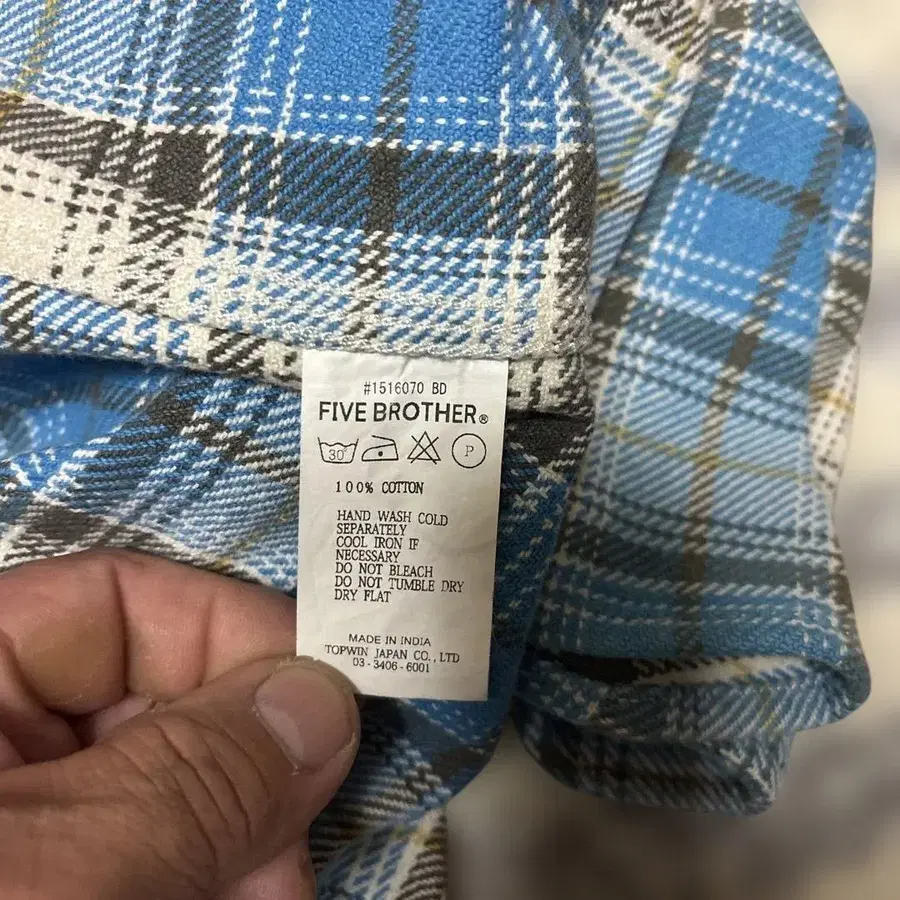 #1516070 BD
FIVE BROTHER®
30° P
100% COTTON
HAND WASH COLD
SEPARATELY
COOL IRON IF
NECESSARY
DO NOT BLEACH
DO NOT TUMBLE DRY
DRY FLAT
MADE IN INDIA
TOPWIN JAPAN CO., LTD
03-3406-6001